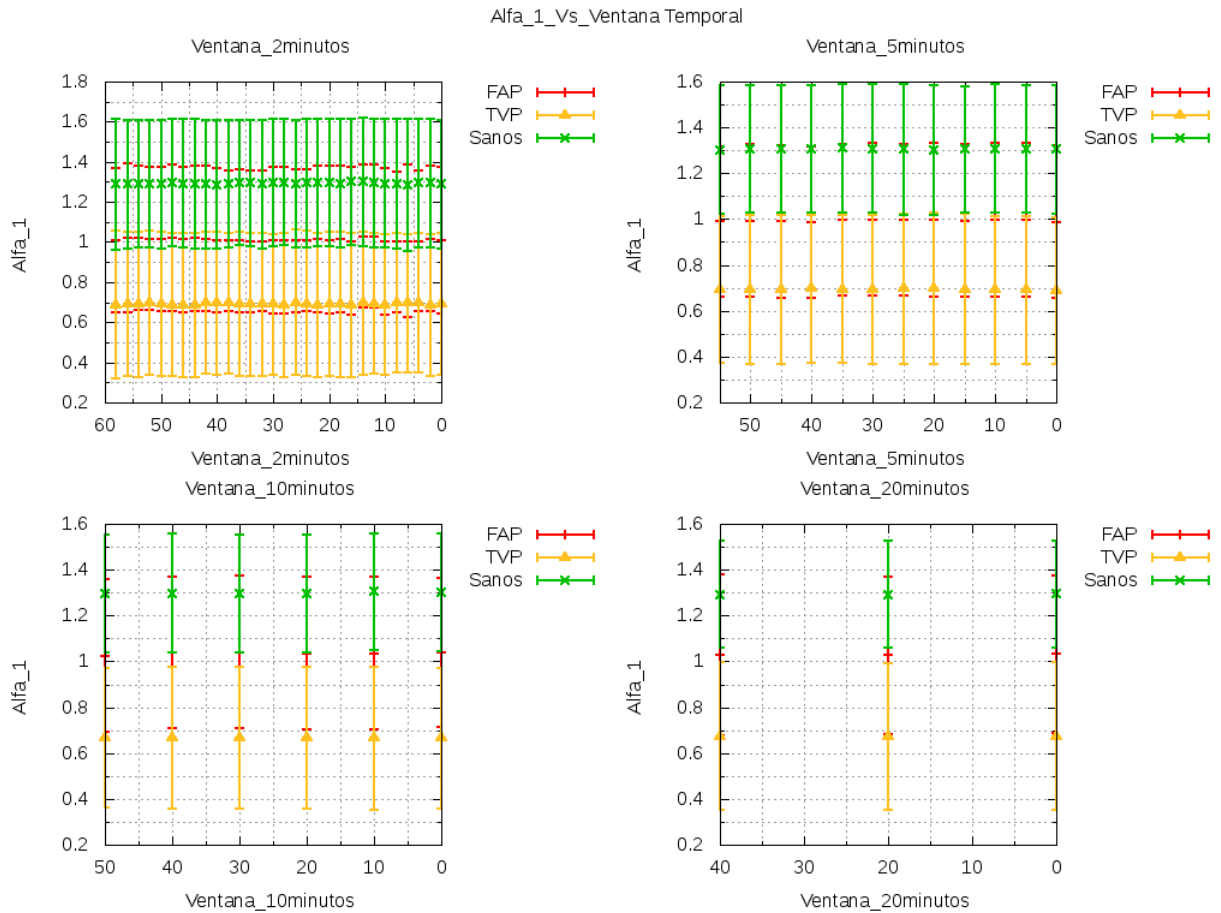 Alfa_1_Vs_Ventana Temporal
Ventana_2minutos
1.8
1.6
1.4
1.2
1
0.8
0.6
0.4
0.2
Alfa_1
60 50 40 30 20 10 0
Ventana_2minutos
FAP
TVP
Sanos
Ventana_5minutos
1.6
1.4
1.2
1
0.8
0.6
0.4
0.2
Alfa_1
50 40 30 20 10 0
Ventana_5minutos
FAP
TVP
Sanos
Ventana_10minutos
1.6
1.4
1.2
1
0.8
0.6
0.4
0.2
Alfa_1
50 40 30 20 10 0
Ventana_10minutos
FAP
TVP
Sanos
Ventana_20minutos
1.6
1.4
1.2
1
0.8
0.6
0.4
0.2
Alfa_1
40 30 20 10 0
Ventana_20minutos
FAP
TVP
Sanos